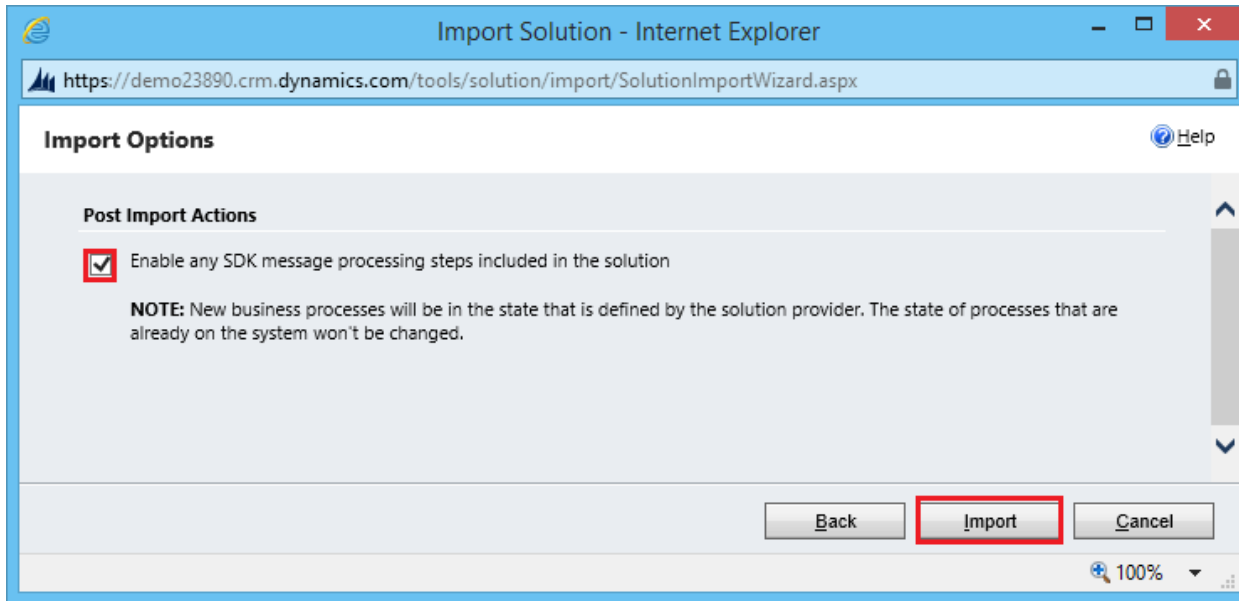 Import Solution - Internet Explorer
https://demo23890.crm.dynamics.com/tools/solution/import/SolutionImportWizard.aspx
Import Options
Help
Post Import Actions
Enable any SDK message processing steps included in the solution
NOTE: New business processes will be in the state that is defined by the solution provider. The state of processes that are
already on the system won't be changed.
Back
Import
Cancel
100%